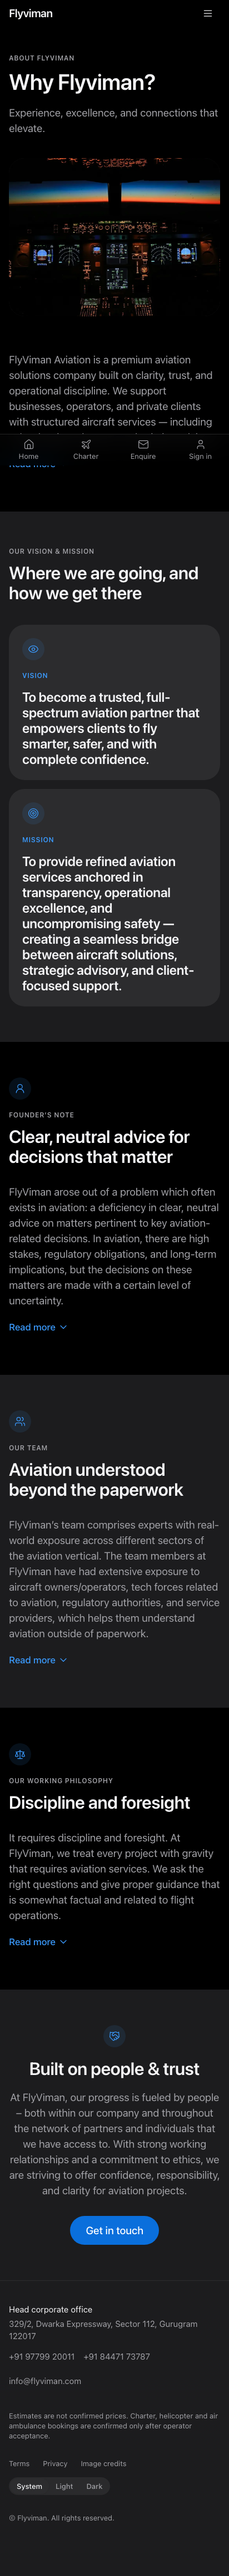 Flyviman
ABOUT FLYVIMAN
Why Flyviman?
Experience, excellence, and connections that
elevate.
FlyViman Aviation is a premium aviation
solutions company built on clarity, trust, and
operational discipline. We support
businesses, operators, and private clients
with structured aircraft services — including
Home
Charter
Enquire
Sign in
Read more
OUR VISION & MISSION
Where we are going, and
how we get there
VISION
To become a trusted, full-
spectrum aviation partner that
empowers clients to fly
smarter, safer, and with
complete confidence.
MISSION
To provide refined aviation
services anchored in
transparency, operational
excellence, and
uncompromising safety —
creating a seamless bridge
between aircraft solutions,
strategic advisory, and client-
focused support.
FOUNDER'S NOTE
Clear, neutral advice for
decisions that matter
FlyViman arose out of a problem which often
exists in aviation: a deficiency in clear, neutral
advice on matters pertinent to key aviation-
related decisions. In aviation, there are high
stakes, regulatory obligations, and long-term
implications, but the decisions on these
matters are made with a certain level of
uncertainty.
Read more
OUR TEAM
Aviation understood
beyond the paperwork
FlyViman's team comprises experts with real-
world exposure across different sectors of
the aviation vertical. The team members at
FlyViman have had extensive exposure to
aircraft owners/operators, tech forces related
to aviation, regulatory authorities, and service
providers, which helps them understand
aviation outside of paperwork.
Read more
OUR WORKING PHILOSOPHY
Discipline and foresight
It requires discipline and foresight. At
FlyViman, we treat every project with gravity
that requires aviation services. We ask the
right questions and give proper guidance that
is somewhat factual and related to flight
operations.
Read more
Built on people & trust
At FlyViman, our progress is fueled by people
– both within our company and throughout
the network of partners and individuals that
we have access to. With strong working
relationships and a commitment to ethics, we
are striving to offer confidence, responsibility,
and clarity for aviation projects.
Get in touch
Head corporate office
329/2, Dwarka Expressway, Sector 112, Gurugram
122017
+91 97799 20011 +91 84471 73787
info@flyviman.com
Estimates are not confirmed prices. Charter, helicopter and air
ambulance bookings are confirmed only after operator
acceptance.
Terms Privacy Image credits
System Light Dark
© Flyviman. All rights reserved.